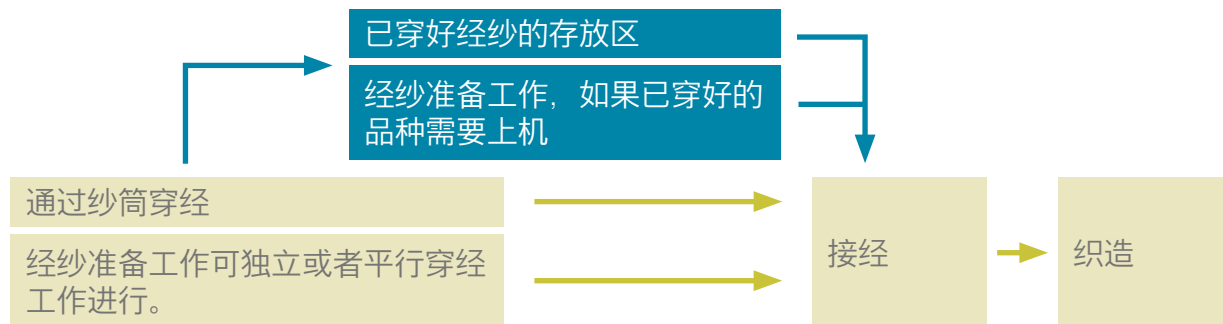 已穿好经纱的存放区
经纱准备工作，如果已穿好的
品种需要上机
通过纱筒穿经
经纱准备工作可独立或者平行穿经
工作进行。
接经
织造